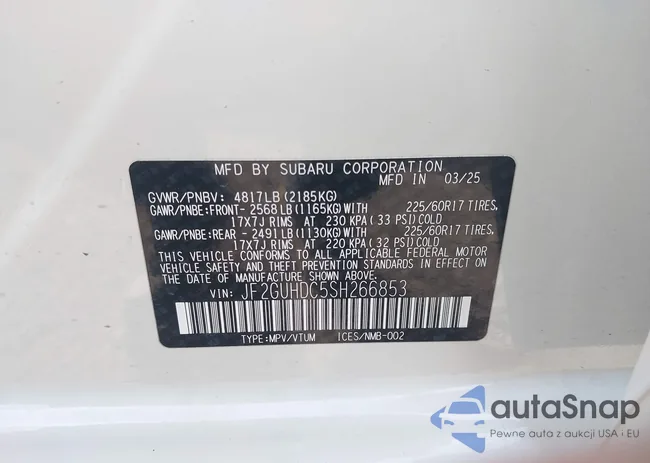 MFD BY SUBARU CORPORATION
MFD IN 03/25
GVWR/PNBV: 4817LB(2185KG)
GAWR/PNBE:FRONT-2568LB(1165KG)WITH 225/60R17 TIRES,
17X7J RIMS AT 230 KPA(33 PSI)COLD
GAWR/PNBE:REAR -2491LB(1130KG)WITH 225/60R17 TIRES,
17X7J RIMS AT 220 KPA(32 PSI)COLD
THIS VEHICLE CONFORMS TO ALL APPLICABLE FEDERAL MOTOR
VEHICLE SAFETY AND THEFT PREVENTION STANDARDS IN EFFECT ON
THE DATE OF MANUFACTURE SHOWN ABOVE.
VIN: JF2GUHDC5SH266853
TYPE:MPV/VTUM ICES/NMB-002
autaSnap
Pewne auta z aukcji USA i EU